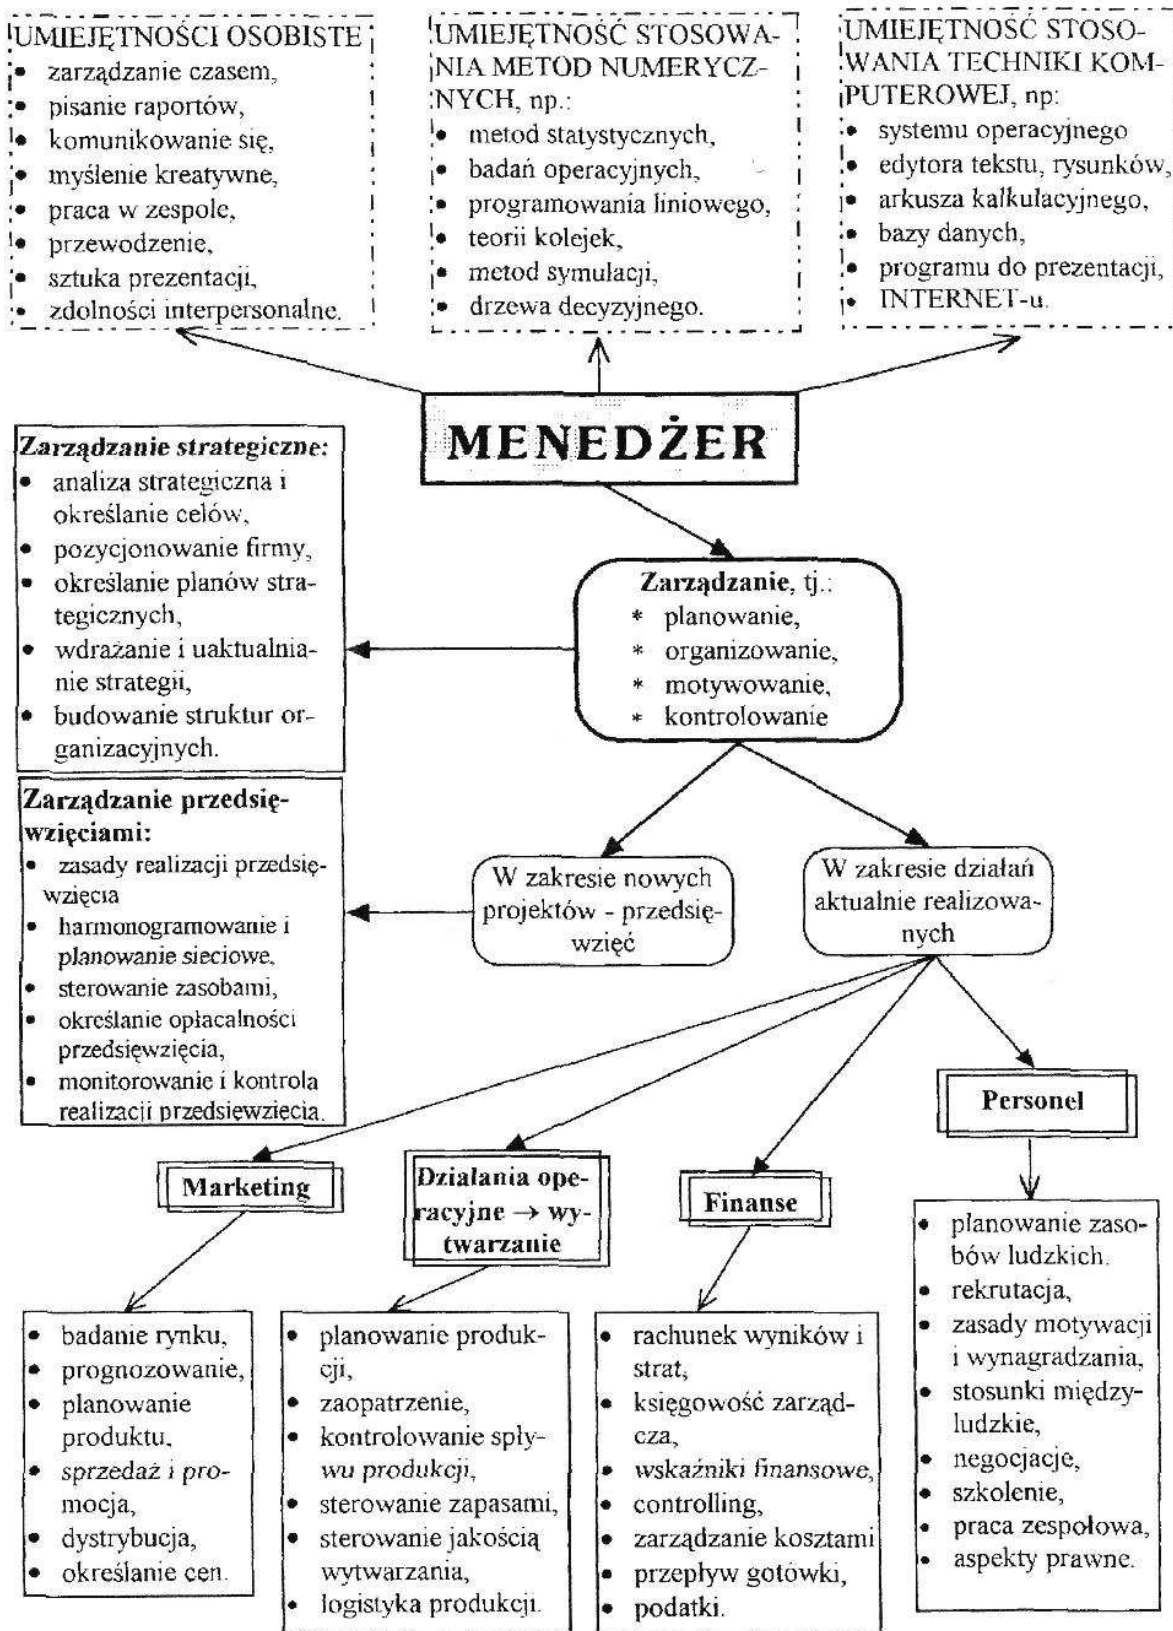 UMIEJĘTNOŚCI OSOBISTE
• zarządzanie czasem,
• pisanie raportów,
• komunikowanie się,
• myślenie kreatywne,
• praca w zespole,
• przewodzenie,
• sztuka prezentacji,
• zdolności interpersonalne.
UMIEJĘTNOŚĆ STOSOWA-
NIA METOD NUMERYCZ-
NYCH, np.:
• metod statystycznych,
• badań operacyjnych,
• programowania liniowego,
• teorii kolejek,
• metod symulacji,
• drzewa decyzyjnego.
UMIEJĘTNOŚĆ STOSO-
WANIA TECHNIKI KOM-
PUTEROWEJ, np:
• systemu operacyjnego
• edytora tekstu, rysunków,
• arkusza kalkulacyjnego,
• bazy danych,
• programu do prezentacji,
• INTERNET-u.
MENEDŻER
Zarządzanie strategiczne:
• analiza strategiczna i
określanie celów,
• pozycjonowanie firmy,
• określanie planów stra-
tegicznych,
• wdrażanie i uaktualnia-
nie strategii,
• budowanie struktur or-
ganizacyjnych.
Zarządzanie, tj.:
* planowanie,
* organizowanie,
* motywowanie,
* kontrolowanie
Zarządzanie przedsię-
wzięciami:
• zasady realizacji przedsię-
wzięcia
• harmonogramowanie i
planowanie sieciowe,
• sterowanie zasobami,
• określanie opłacalności
przedsięwzięcia,
• monitorowanie i kontrola
realizacji przedsięwzięcia.
W zakresie nowych
projektów - przedsię-
wzięć
W zakresie działań
aktualnie realizowa-
nych
Marketing
Działania ope-
racyjne → wy-
twarzanie
Finanse
Personel
• badanie rynku,
• prognozowanie,
• planowanie
produktu,
• sprzedaż i pro-
mocja,
• dystrybucja,
• określanie cen.
• planowanie produk-
cji,
• zaopatrzenie,
• kontrolowanie spły-
wu produkcji,
• sterowanie zapasami,
• sterowanie jakością
wytwarzania,
• logistyka produkcji.
• rachunek wyników i
strat,
• księgowość zarząd-
cza,
• wskaźniki finansowe,
• controlling,
• zarządzanie kosztami
• przepływ gotówki,
• podatki.
• planowanie zaso-
bów ludzkich.
• rekrutacja,
• zasady motywacji
i wynagradzania,
• stosunki między-
ludzkie,
• negocjacje,
• szkolenie,
• praca zespołowa,
• aspekty prawne.